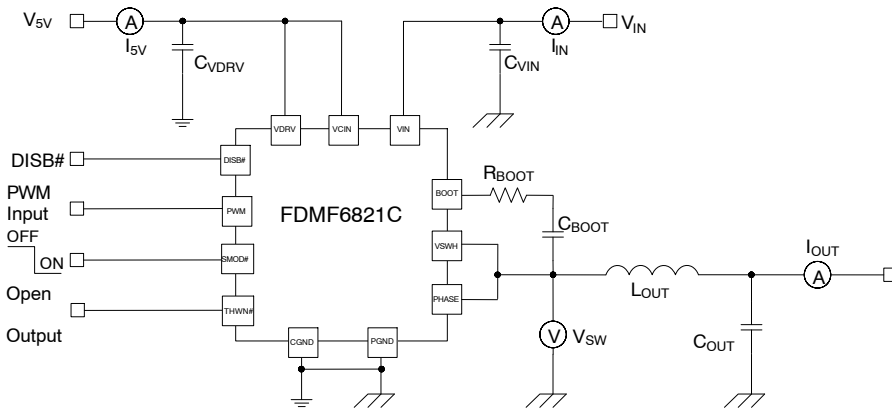 V5V
A
I5V
CVDRV
CVIN
A
IIN
VIN
VDRV
VCIN
VIN
DISB#
DISB#
PWM
Input
PWM
OFF
ON
SMOD#
Open
Output
THWN#
FDMF6821C
BOOT
RBOOT
CBOOT
VSWH
PHASE
CGND
PGND
V
VSW
LOUT
COUT
IOUT
A